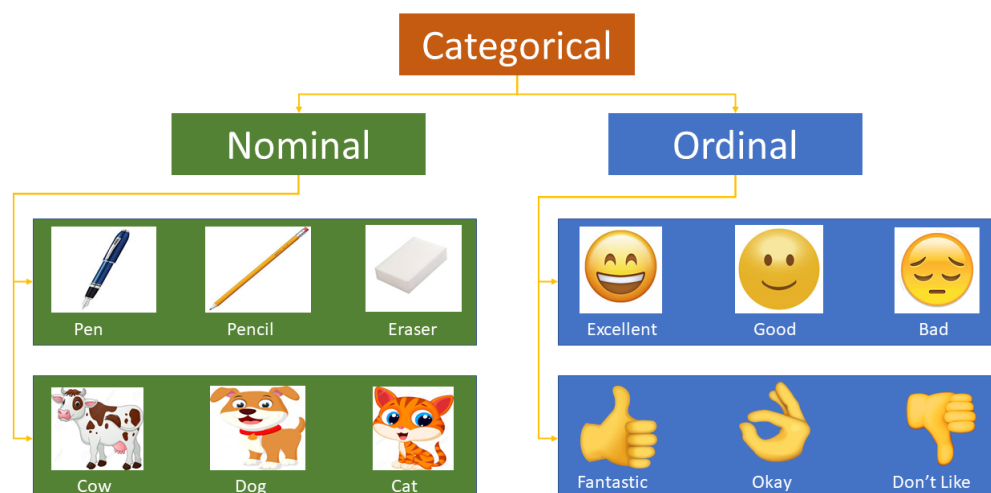 Categorical
Nominal
Ordinal
Pen
Pencil
Eraser
Excellent
Good
Bad
Cow
Dog
Cat
Fantastic
Okay
Don’t Like